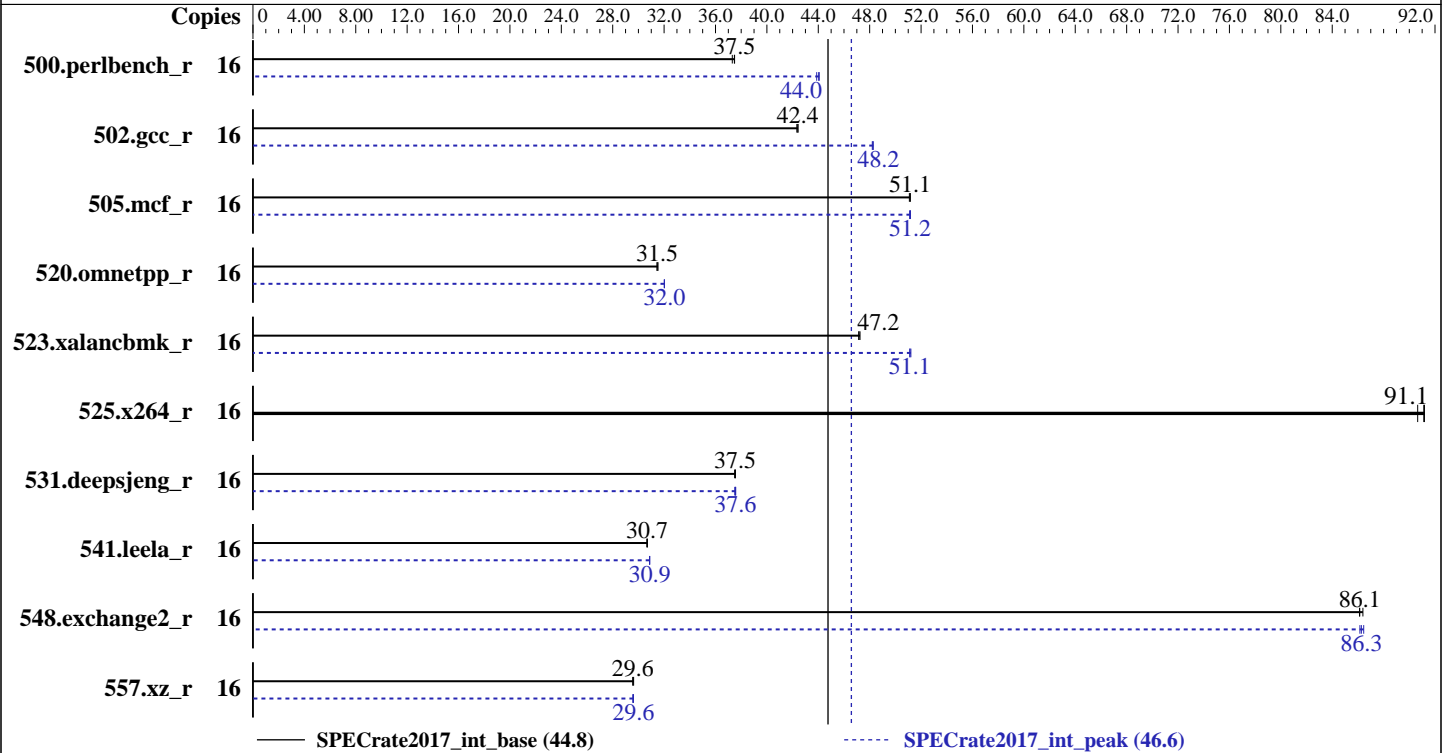 Copies 0 4.00 8.00 12.0 16.0 20.0 24.0 28.0 32.0 36.0 40.0 44.0 48.0 52.0 56.0 60.0 64.0 68.0 72.0 76.0 80.0 84.0 92.0
37.5
500.perlbench_r 16
44.0
42.4
502.gcc_r 16
48.2
51.1
505.mcf_r 16
51.2
31.5
520.omnetpp_r 16
32.0
47.2
523.xalancbmk_r 16
51.1
91.1
525.x264_r 16
37.5
531.deepsjeng_r 16
37.6
30.7
541.leela_r 16
30.9
86.1
548.exchange2_r 16
86.3
29.6
557.xz_r 16
29.6
SPECrate2017_int_base (44.8) SPECrate2017_int_peak (46.6)